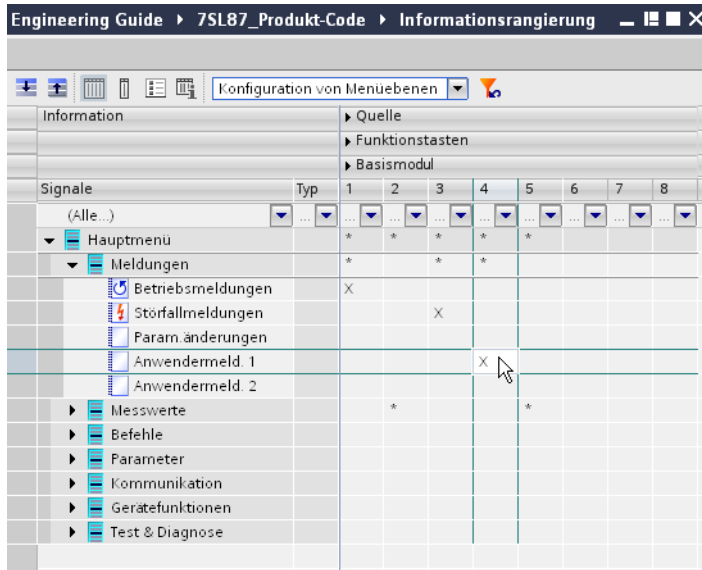 Engineering Guide ▸ 7SL87_Produkt-Code ▸ Informationsrangierung
Konfiguration von Menüebenen
Information ▸ Quelle
▸ Funktionstasten
▸ Basismodul
Signale Typ 1 2 3 4 5 6 7 8
(Alle...) ... ... ... ... ... ... ... ... ...
Hauptmenü * * * * *
Meldungen * * *
Betriebsmeldungen X
Störfallmeldungen X
Param.änderungen
Anwendermeld. 1 X
Anwendermeld. 2
Messwerte * *
Befehle
Parameter
Kommunikation
Gerätefunktionen
Test & Diagnose